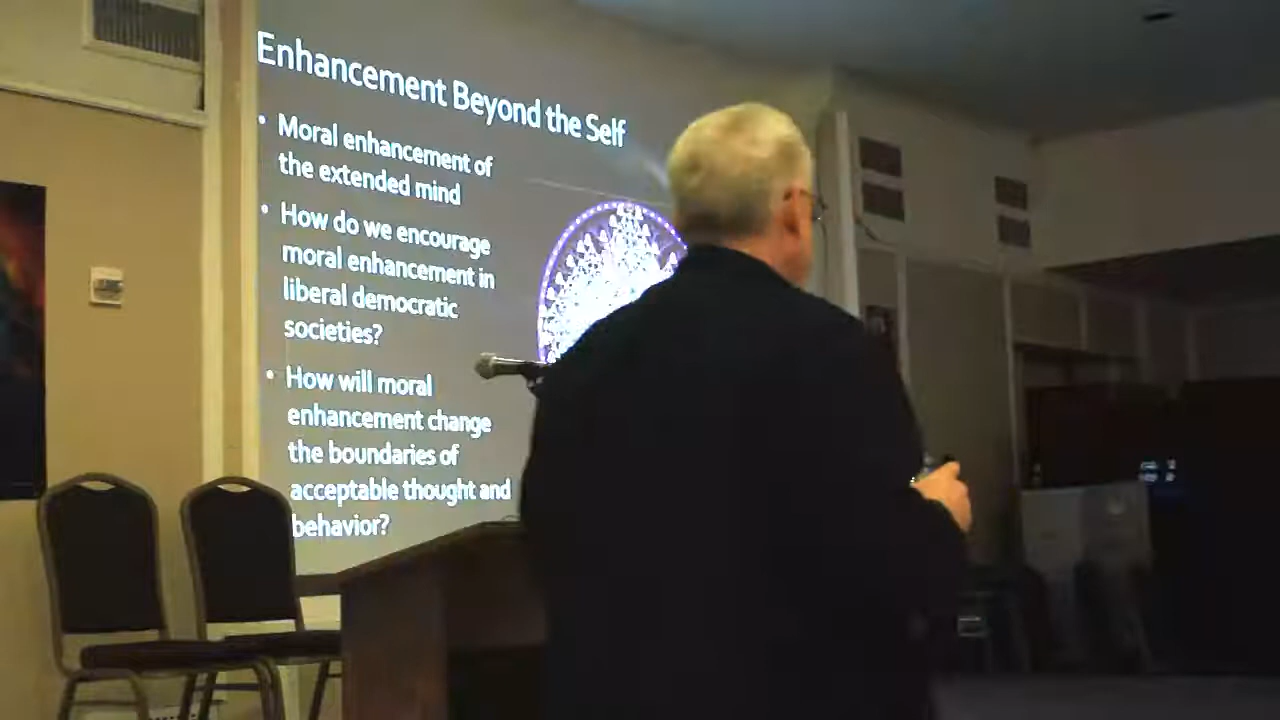 Enhancement Beyond the Self
• Moral enhancement of
the extended mind
• How do we encourage
moral enhancement in
liberal democratic
societies?
• How will moral
enhancement change
the boundaries of
acceptable thought and
behavior?